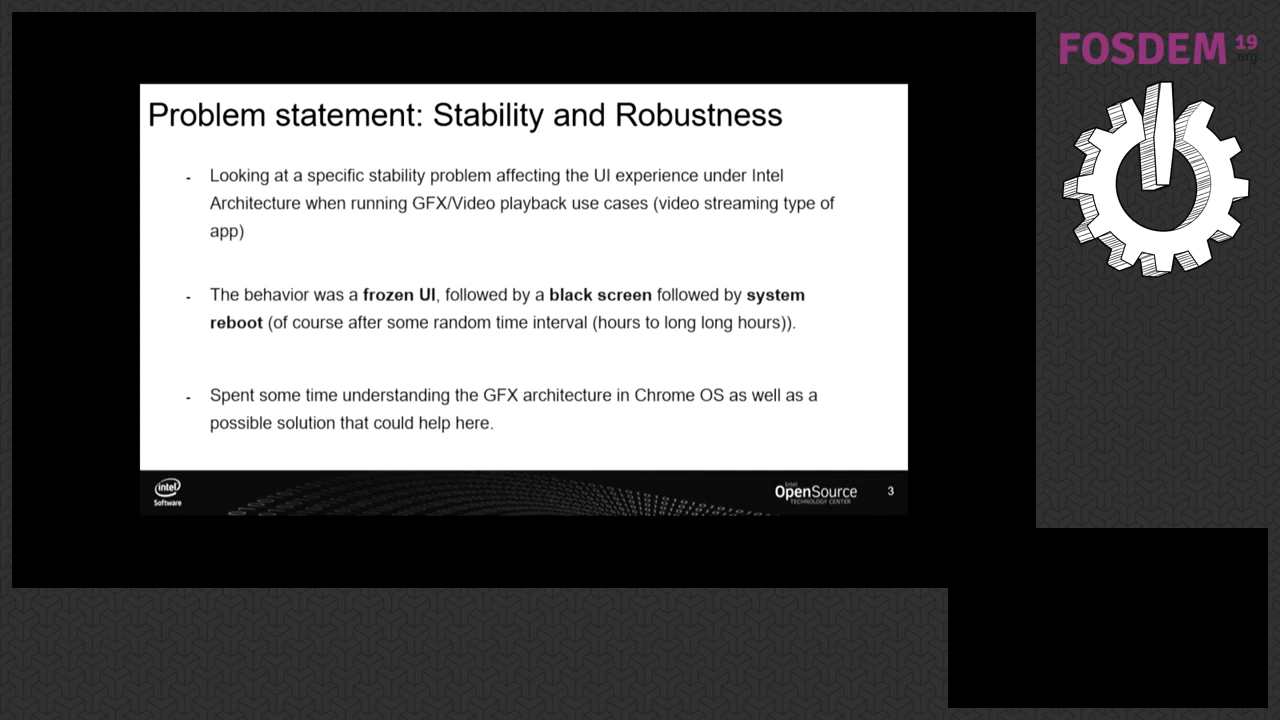 FOSDEM 19
.org
Problem statement: Stability and Robustness
- Looking at a specific stability problem affecting the UI experience under Intel
Architecture when running GFX/Video playback use cases (video streaming type of
app)
- The behavior was a frozen UI, followed by a black screen followed by system
reboot (of course after some random time interval (hours to long long hours)).
- Spent some time understanding the GFX architecture in Chrome OS as well as a
possible solution that could help here.
intel
Software
Intel
OpenSource
TECHNOLOGY CENTER
3